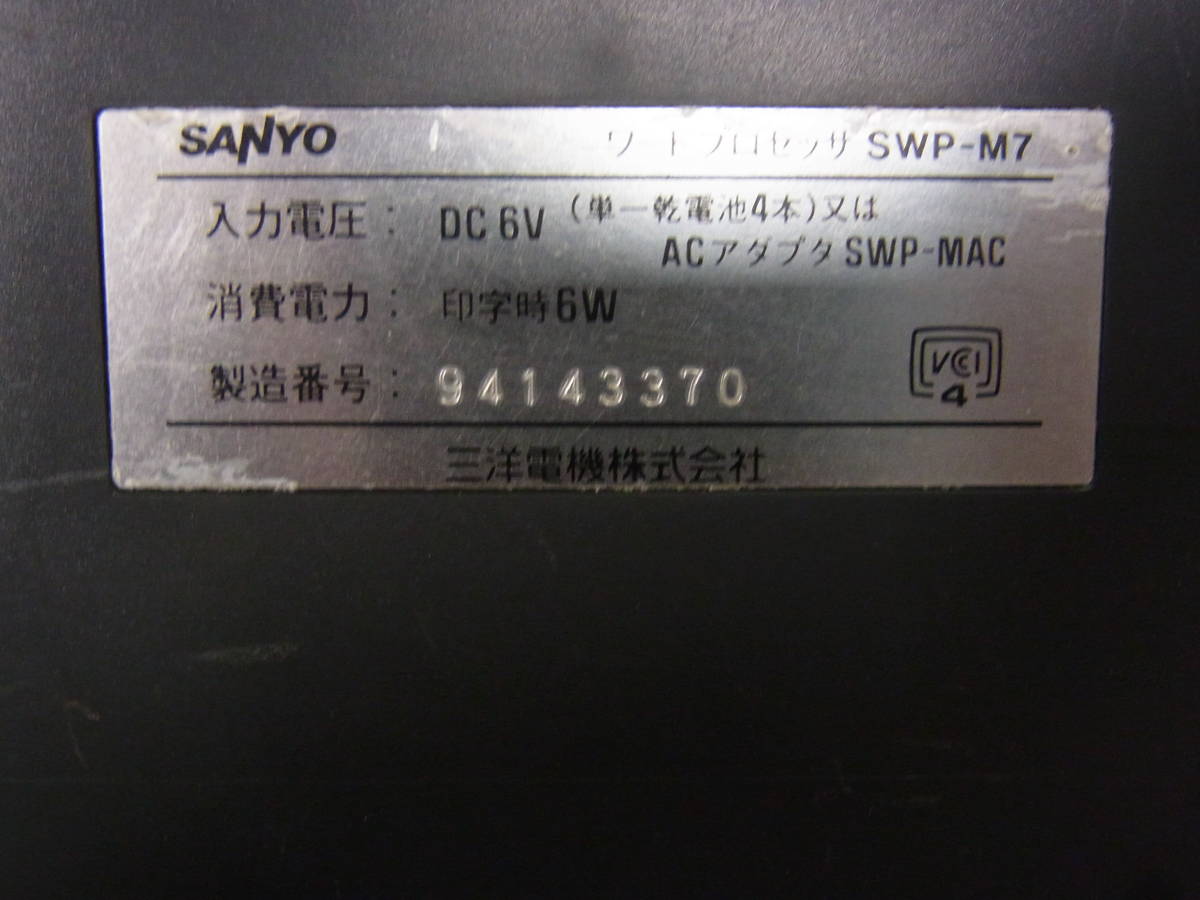 SANYO ワードプロセッサ SWP-M7
入力電圧： DC 6V （単一乾電池4本）又は
ACアダプタ SWP-MAC
消費電力： 印字時6W
製造番号： 94143370
VCCI
4
三洋電機株式会社